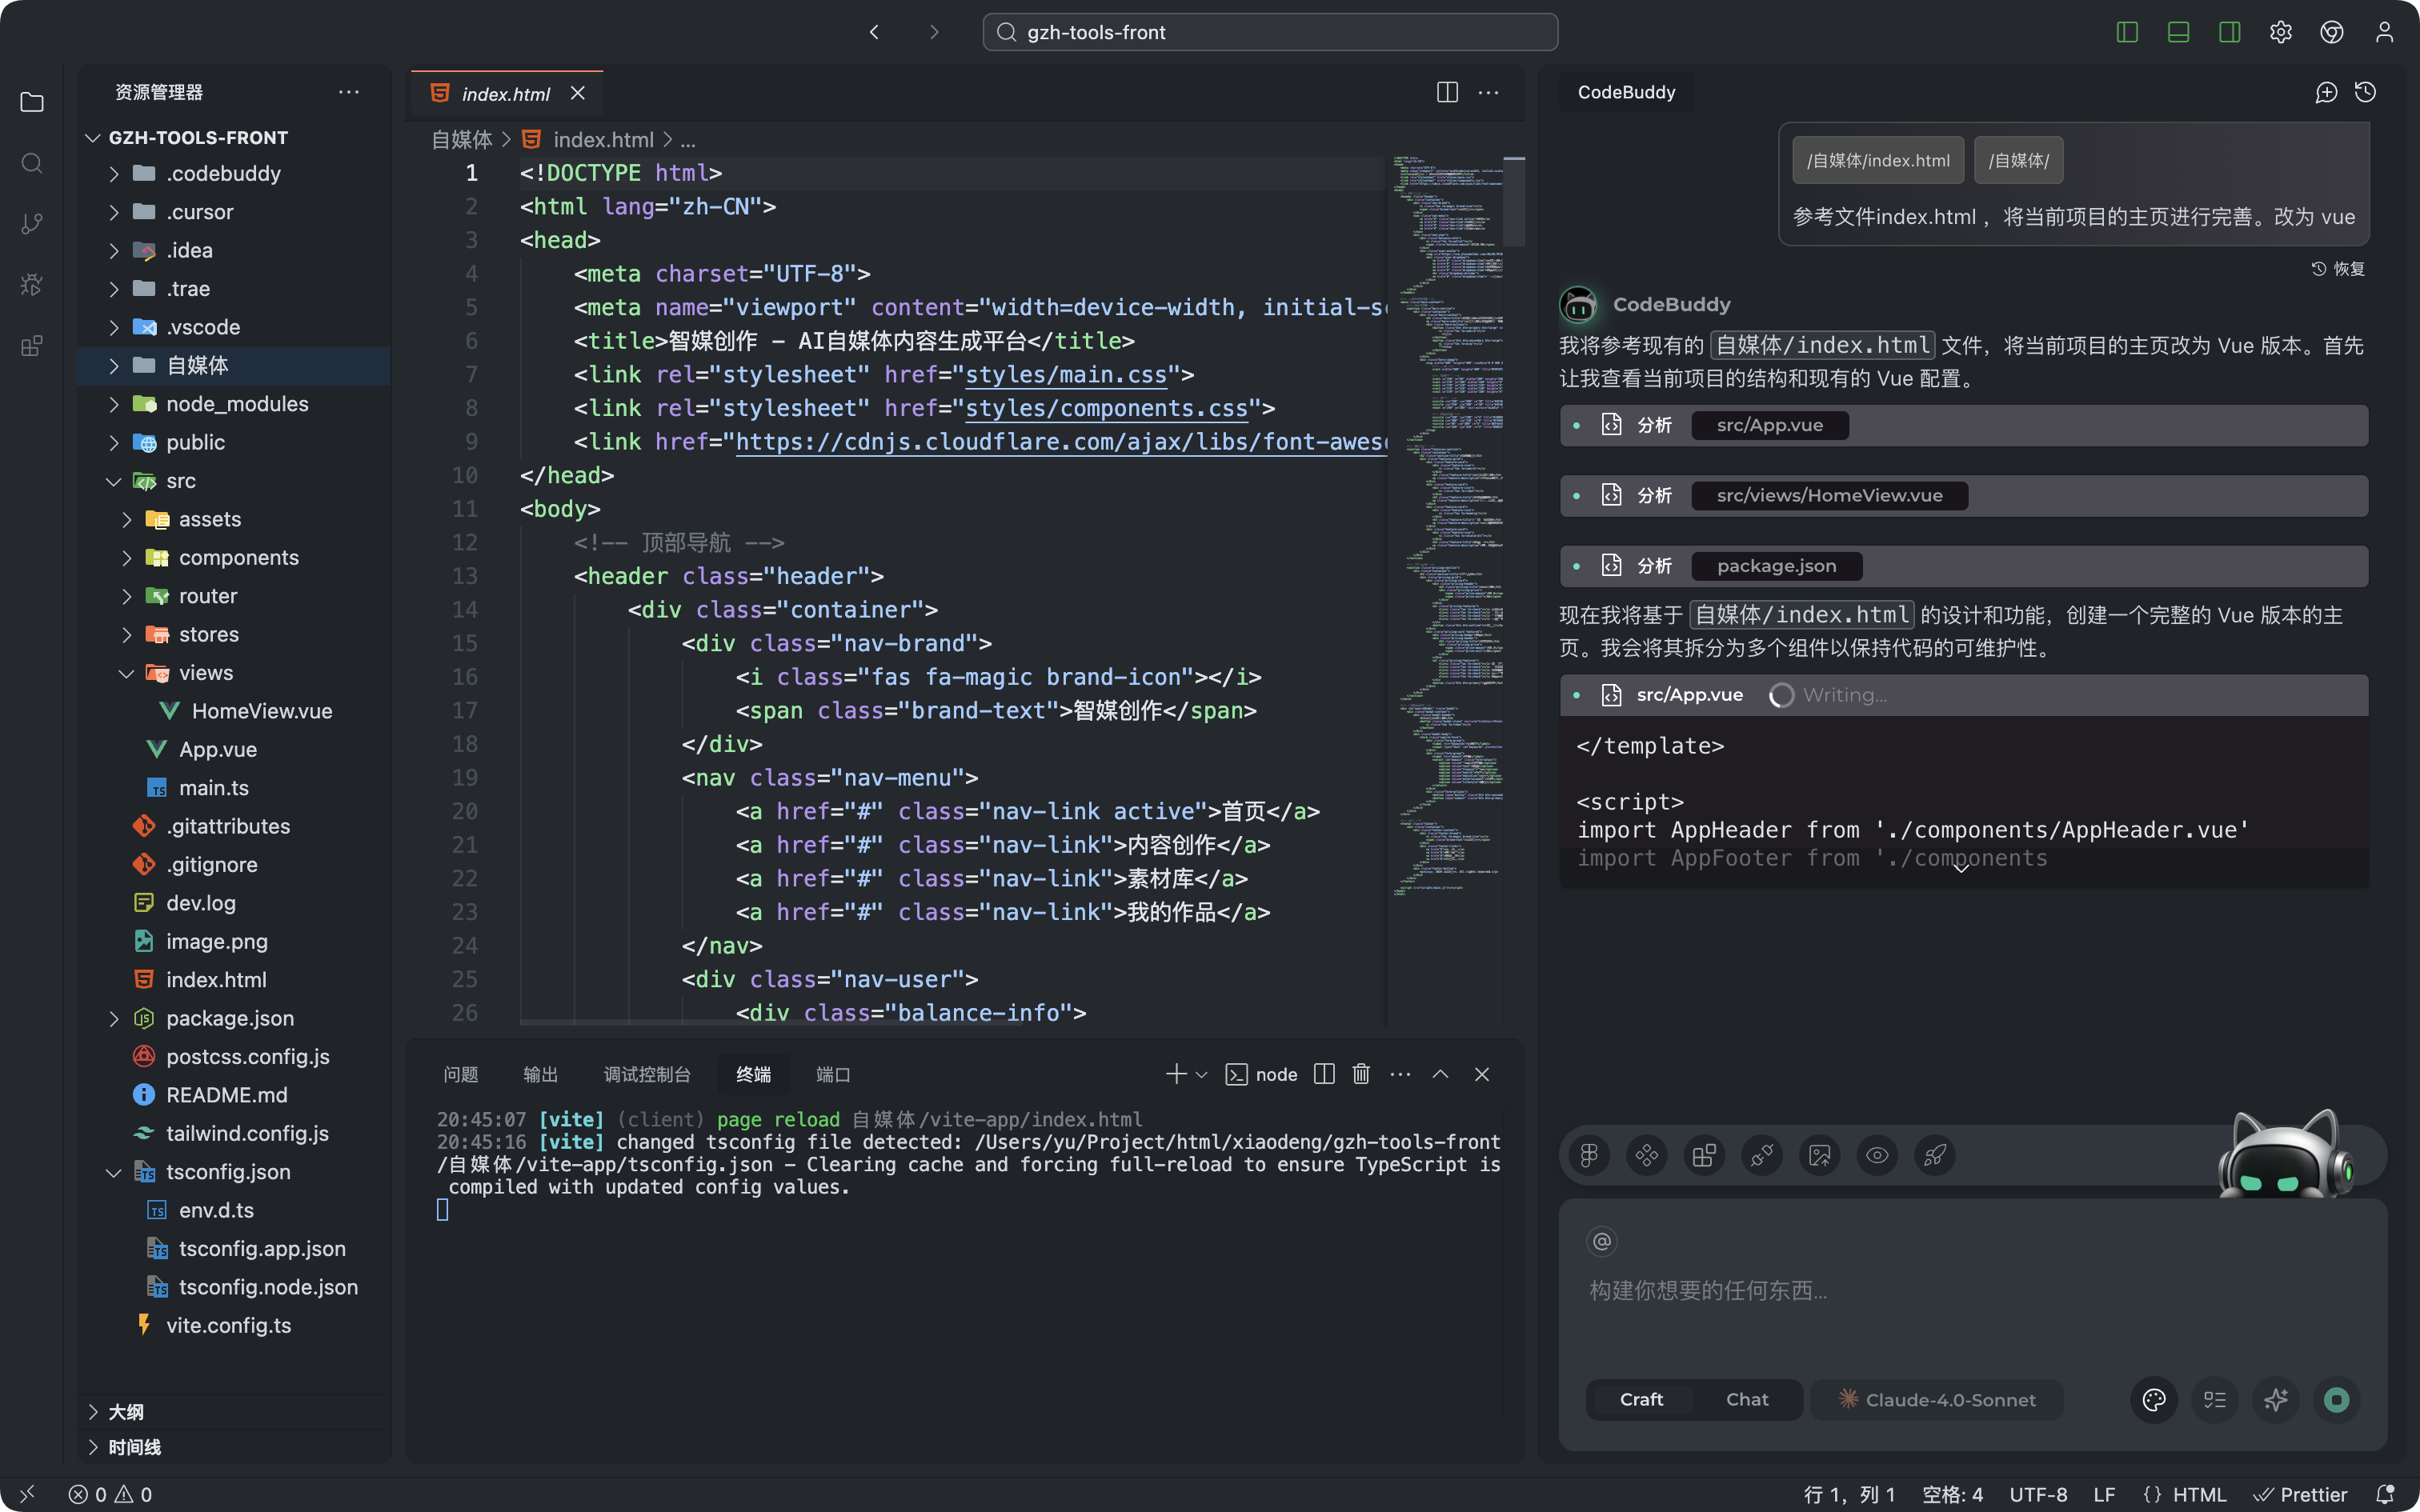 gzh-tools-front
资源管理器
GZH-TOOLS-FRONT
.codebuddy
.cursor
.idea
.trae
.vscode
自媒体
node_modules
public
src
assets
components
router
stores
views
HomeView.vue
App.vue
main.ts
.gitattributes
.gitignore
dev.log
image.png
index.html
package.json
postcss.config.js
README.md
tailwind.config.js
tsconfig.json
env.d.ts
tsconfig.app.json
tsconfig.node.json
vite.config.ts
大纲
时间线
index.html
自媒体 > index.html > ...
1 <!DOCTYPE html>
2 <html lang="zh-CN">
3 <head>
4 <meta charset="UTF-8">
5 <meta name="viewport" content="width=device-width, initial-s
6 <title>智媒创作 - AI自媒体内容生成平台</title>
7 <link rel="stylesheet" href="styles/main.css">
8 <link rel="stylesheet" href="styles/components.css">
9 <link href="https://cdnjs.cloudflare.com/ajax/libs/font-awes
10 </head>
11 <body>
12 <!-- 顶部导航 -->
13 <header class="header">
14 <div class="container">
15 <div class="nav-brand">
16 <i class="fas fa-magic brand-icon"></i>
17 <span class="brand-text">智媒创作</span>
18 </div>
19 <nav class="nav-menu">
20 <a href="#" class="nav-link active">首页</a>
21 <a href="#" class="nav-link">内容创作</a>
22 <a href="#" class="nav-link">素材库</a>
23 <a href="#" class="nav-link">我的作品</a>
24 </nav>
25 <div class="nav-user">
26 <div class="balance-info">
问题 输出 调试控制台 终端 端口 node
20:45:07 [vite] (client) page reload 自媒体/vite-app/index.html
20:45:16 [vite] changed tsconfig file detected: /Users/yu/Project/html/xiaodeng/gzh-tools-front
/自媒体/vite-app/tsconfig.json - Clearing cache and forcing full-reload to ensure TypeScript is
compiled with updated config values.
CodeBuddy
/自媒体/index.html /自媒体/
参考文件index.html ，将当前项目的主页进行完善。改为 vue
恢复
CodeBuddy
我将参考现有的 自媒体/index.html 文件，将当前项目的主页改为 Vue 版本。首先
让我查看当前项目的结构和现有的 Vue 配置。
分析 src/App.vue
分析 src/views/HomeView.vue
分析 package.json
现在我将基于 自媒体/index.html 的设计和功能，创建一个完整的 Vue 版本的主
页。我会将其拆分为多个组件以保持代码的可维护性。
src/App.vue Writing...
</template>
<script>
import AppHeader from './components/AppHeader.vue'
import AppFooter from './components
@
构建你想要的任何东西...
Craft Chat Claude-4.0-Sonnet
0 0
行 1，列 1 空格: 4 UTF-8 LF {} HTML Prettier